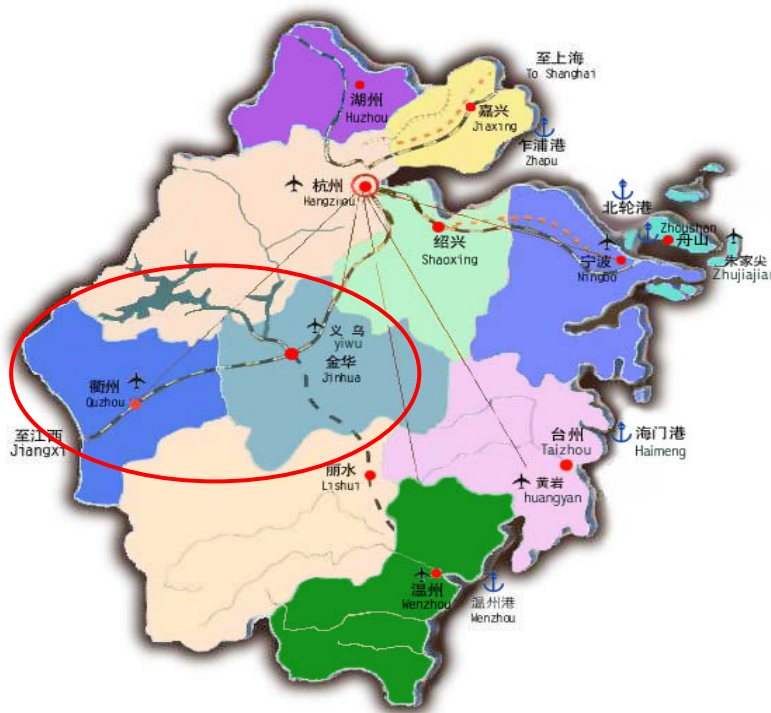 至上海
To Shanghai
湖州
Huzhou
嘉兴
Jiaxing
乍浦港
Zhapu
杭州
Hangzhou
北轮港
Zhoushan
舟山
绍兴
Shaoxing
宁波
Ningbo
朱家尖
Zhujiajian
义乌
yiwu
金华
Jinhua
衢州
Quzhou
至江西
Jiangxi
台州
Taizhou
海门港
Haimeng
丽水
Lishui
黄岩
huangyan
温州
Wenzhou
温州港
Wenzhou